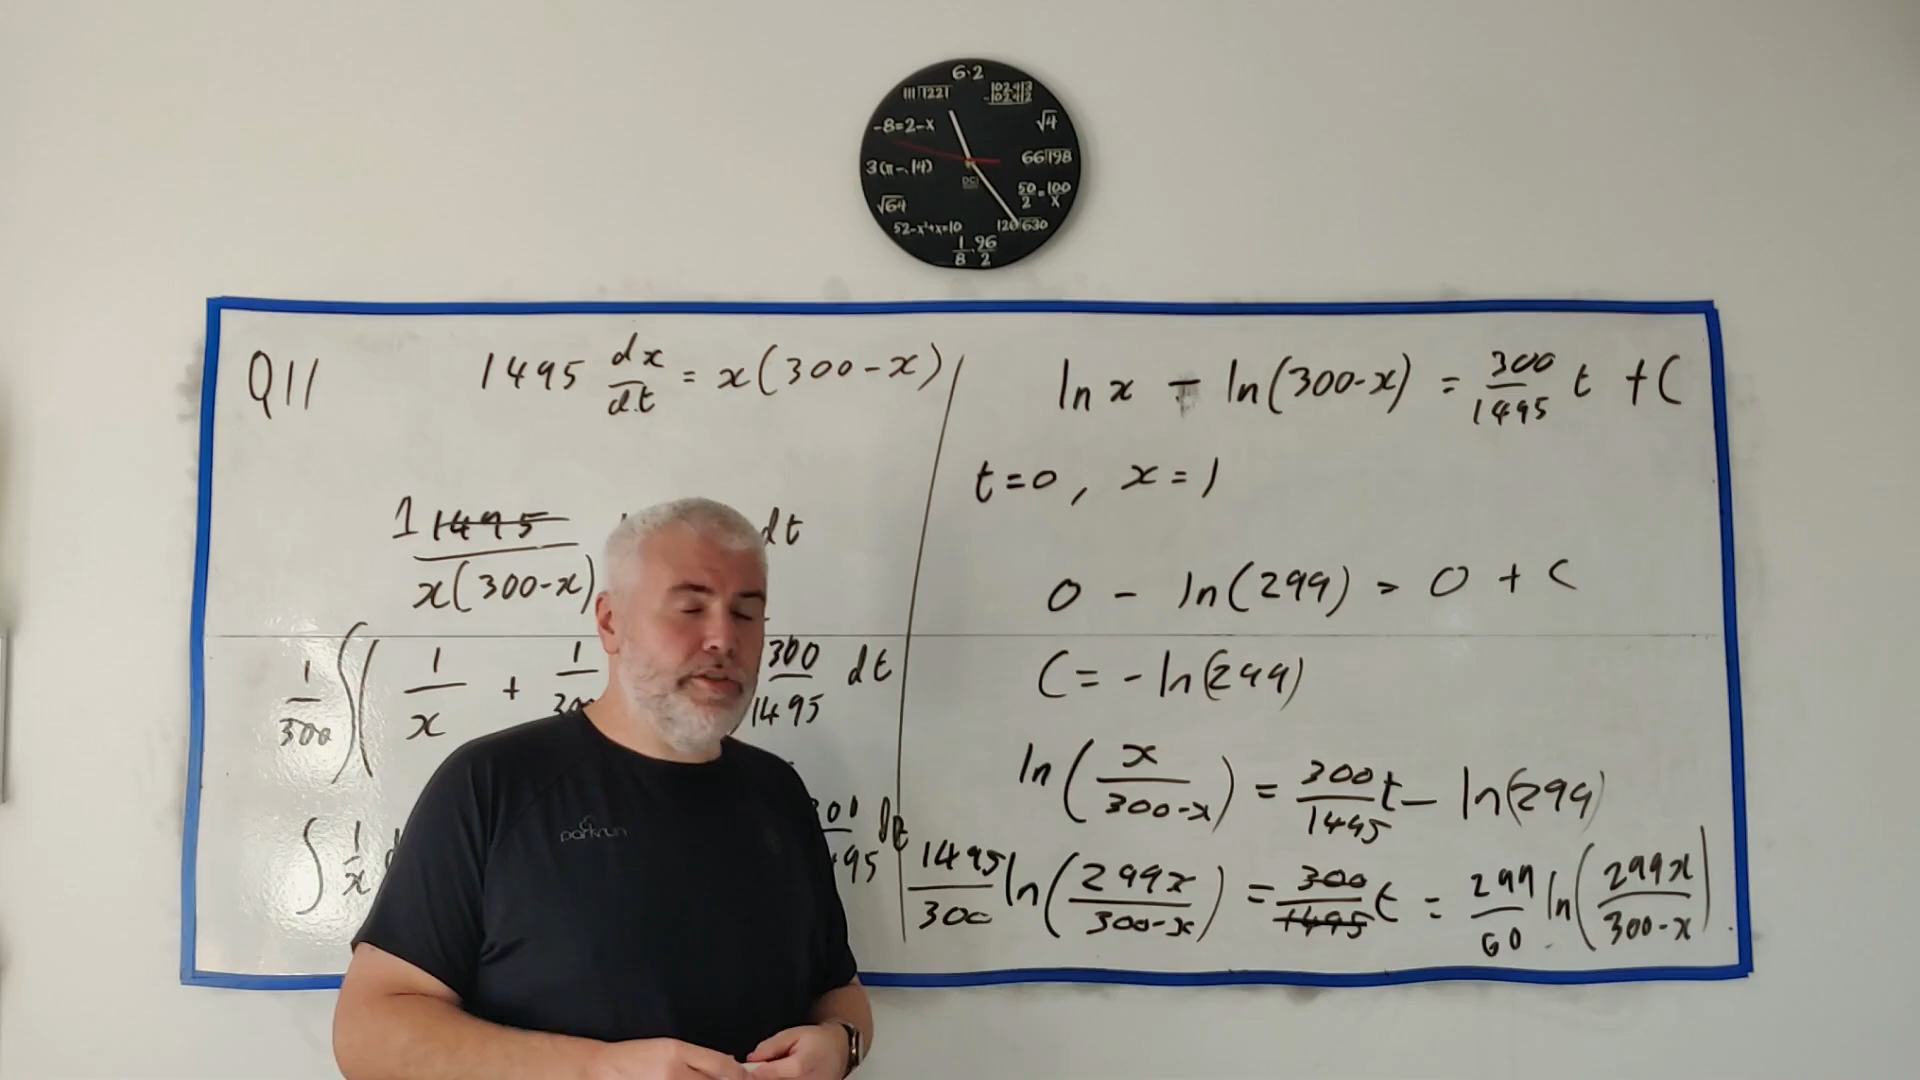 6.2
111|1221
√4
-8=2-x
66|198
3(π-.14)
50/2 = 100/x
DCI
√64
52-x²+x=10
120|630
1/8 . 96/2
Q11
1495 dx/dt = x(300-x)
1 1495 / x(300-x) dt
1/300 ∫( 1/x + 1/30 300/1495 dt
∫ 1/x d
parkrun
ln x - ln(300-x) = 300/1495 t + C
t=0, x=1
0 - ln(299) = 0 + C
C = -ln(299)
ln(x/300-x) = 300/1495 t - ln(299)
1495/300 ln(299x/300-x) = 300/1495 t = 299/60 ln(299x/300-x).